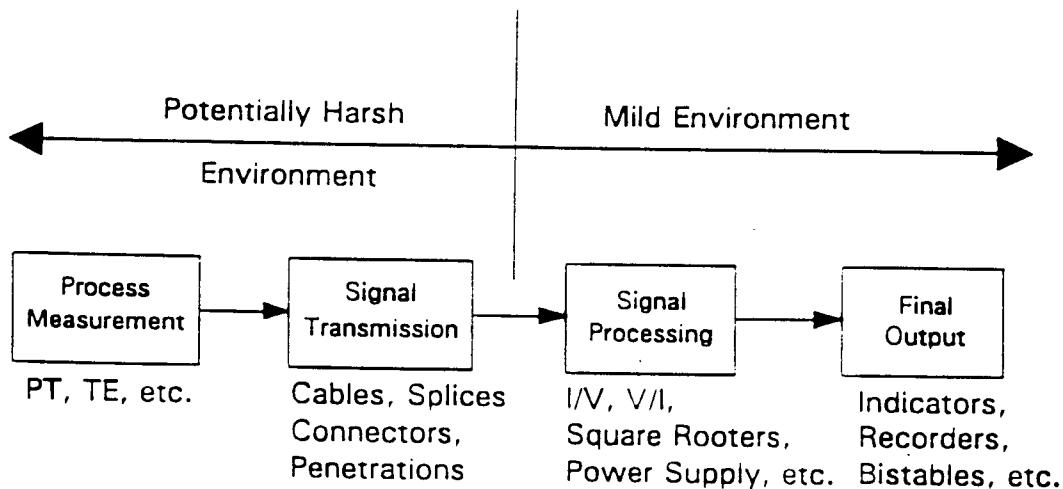 Potentially Harsh
Environment
Mild Environment
Process
Measurement
PT, TE, etc.
Signal
Transmission
Cables, Splices
Connectors,
Penetrations
Signal
Processing
I/V, V/I,
Square Rooters,
Power Supply, etc.
Final
Output
Indicators,
Recorders,
Bistables, etc.